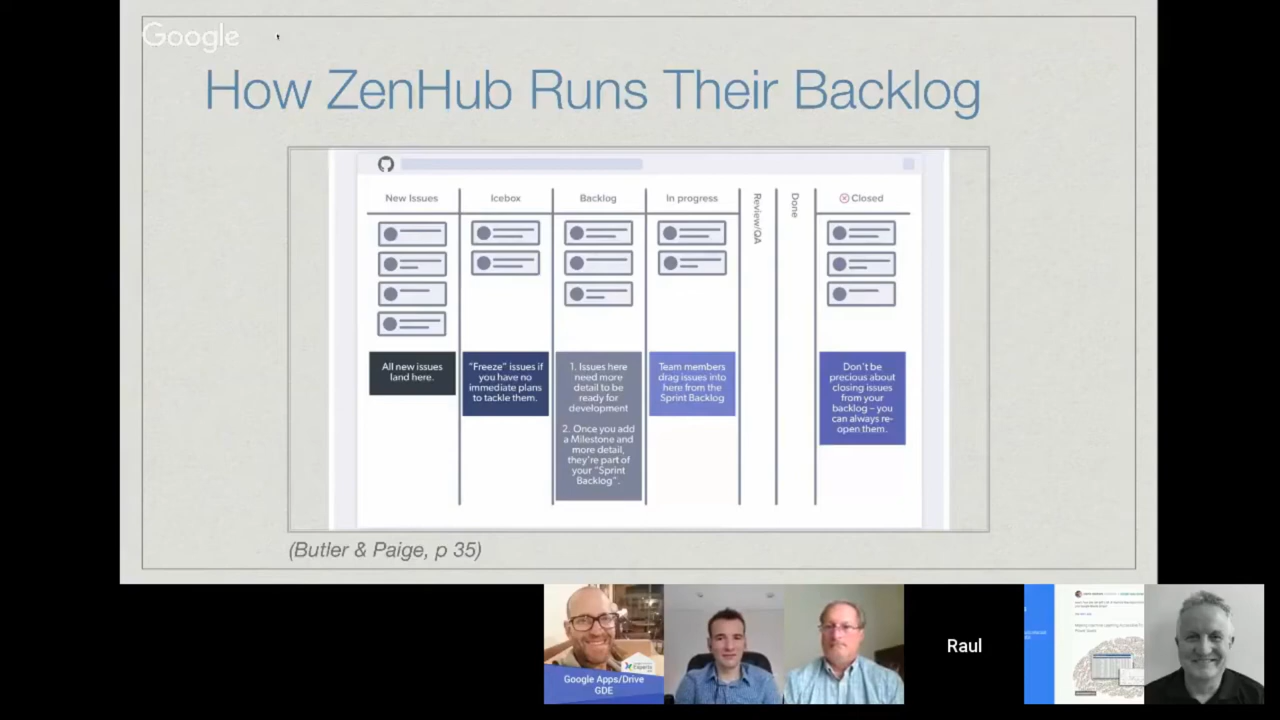 Google
How ZenHub Runs Their Backlog
New Issues
Icebox
Backlog
In progress
Review/QA
Done
Closed
All new issues
land here.
"Freeze" issues if
you have no
immediate plans
to tackle them.
1. Issues here
need more
detail to be
ready for
development
2. Once you add
a Milestone and
more detail,
they're part of
your "Sprint
Backlog".
Team members
drag issues into
here from the
Sprint Backlog
Don't be
precious about
closing issues
from your
backlog – you
can always re-
open them.
(Butler & Paige, p 35)
Experts
Google Apps/Drive
GDE
Raul